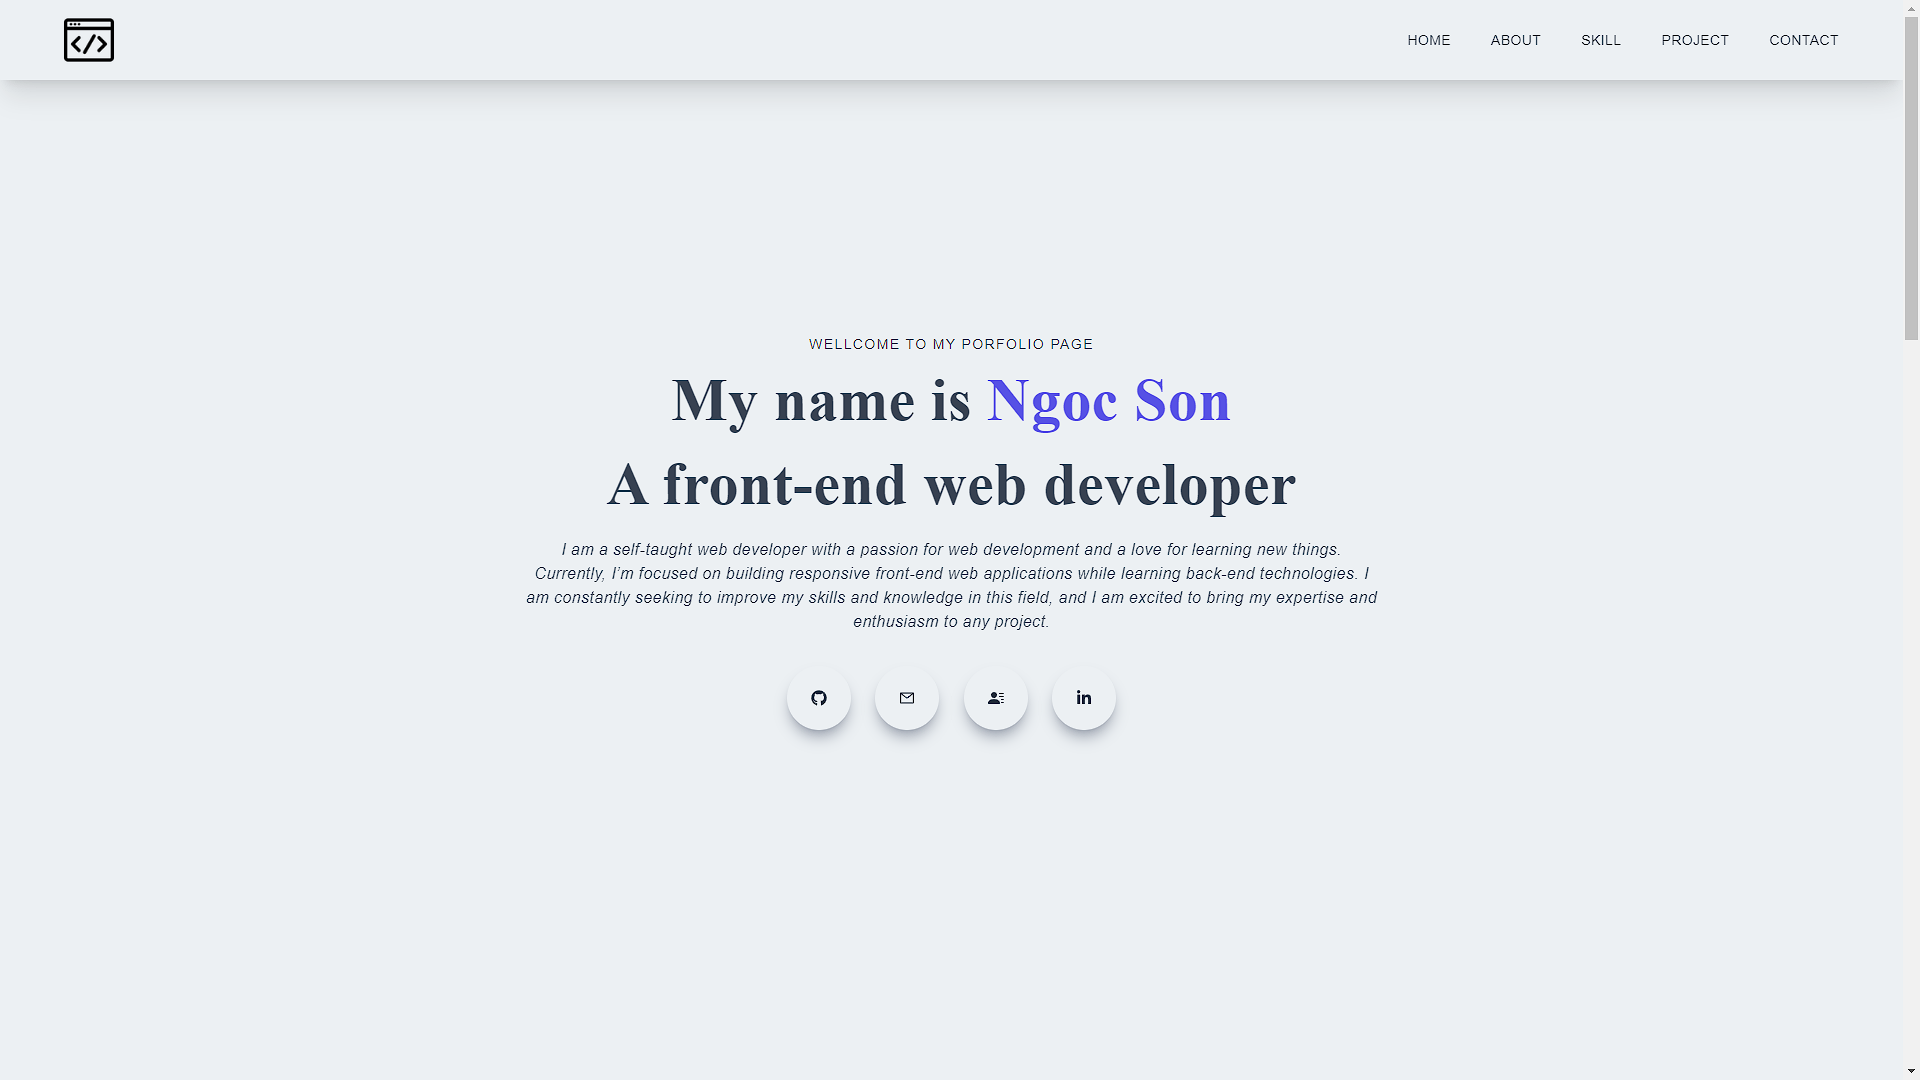 HOME ABOUT SKILL PROJECT CONTACT
WELLCOME TO MY PORFOLIO PAGE
My name is Ngoc Son
A front-end web developer
I am a self-taught web developer with a passion for web development and a love for learning new things.
Currently, I’m focused on building responsive front-end web applications while learning back-end technologies. I
am constantly seeking to improve my skills and knowledge in this field, and I am excited to bring my expertise and
enthusiasm to any project.